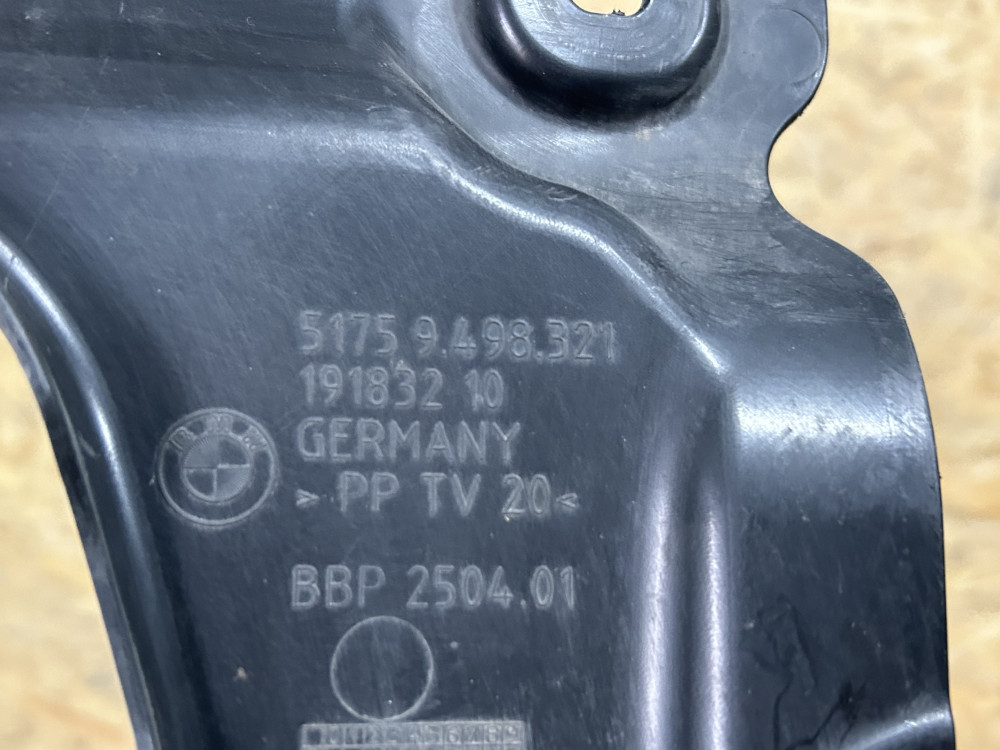 5175 9.498.321
191832 10
GERMANY
> PP TV 20<
BBP 2504.01